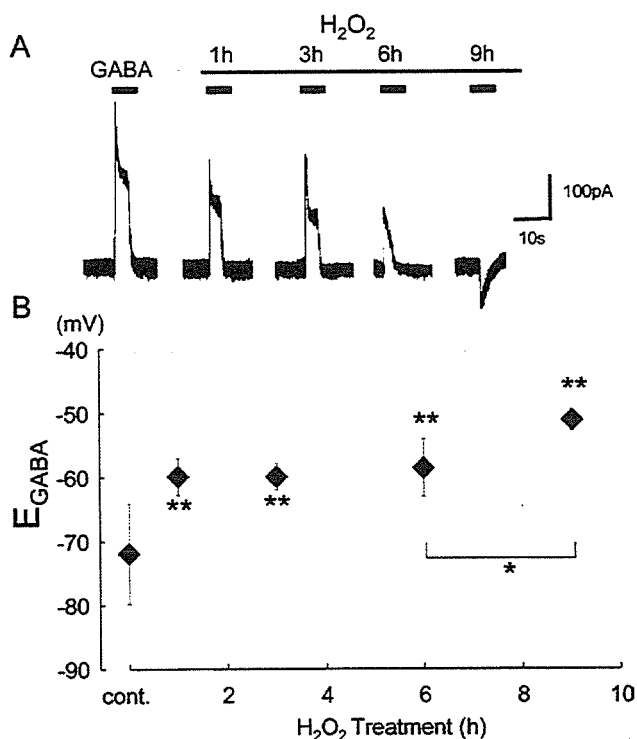 A
H₂O₂
GABA 1h 3h 6h 9h
100pA
10s
B
(mV)
-40
-50
-60
-70
-80
-90
E_GABA
** ** ** **
*
cont. 2 4 6 8 10
H₂O₂ Treatment (h)